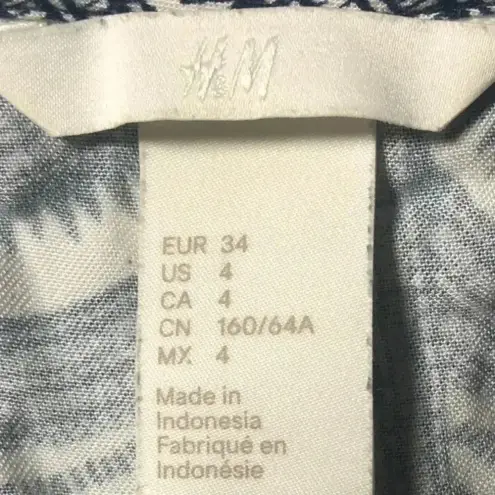 H&M
EUR 34
US 4
CA 4
CN 160/64A
MX 4
Made in
Indonesia
Fabriqué en
Indonésie